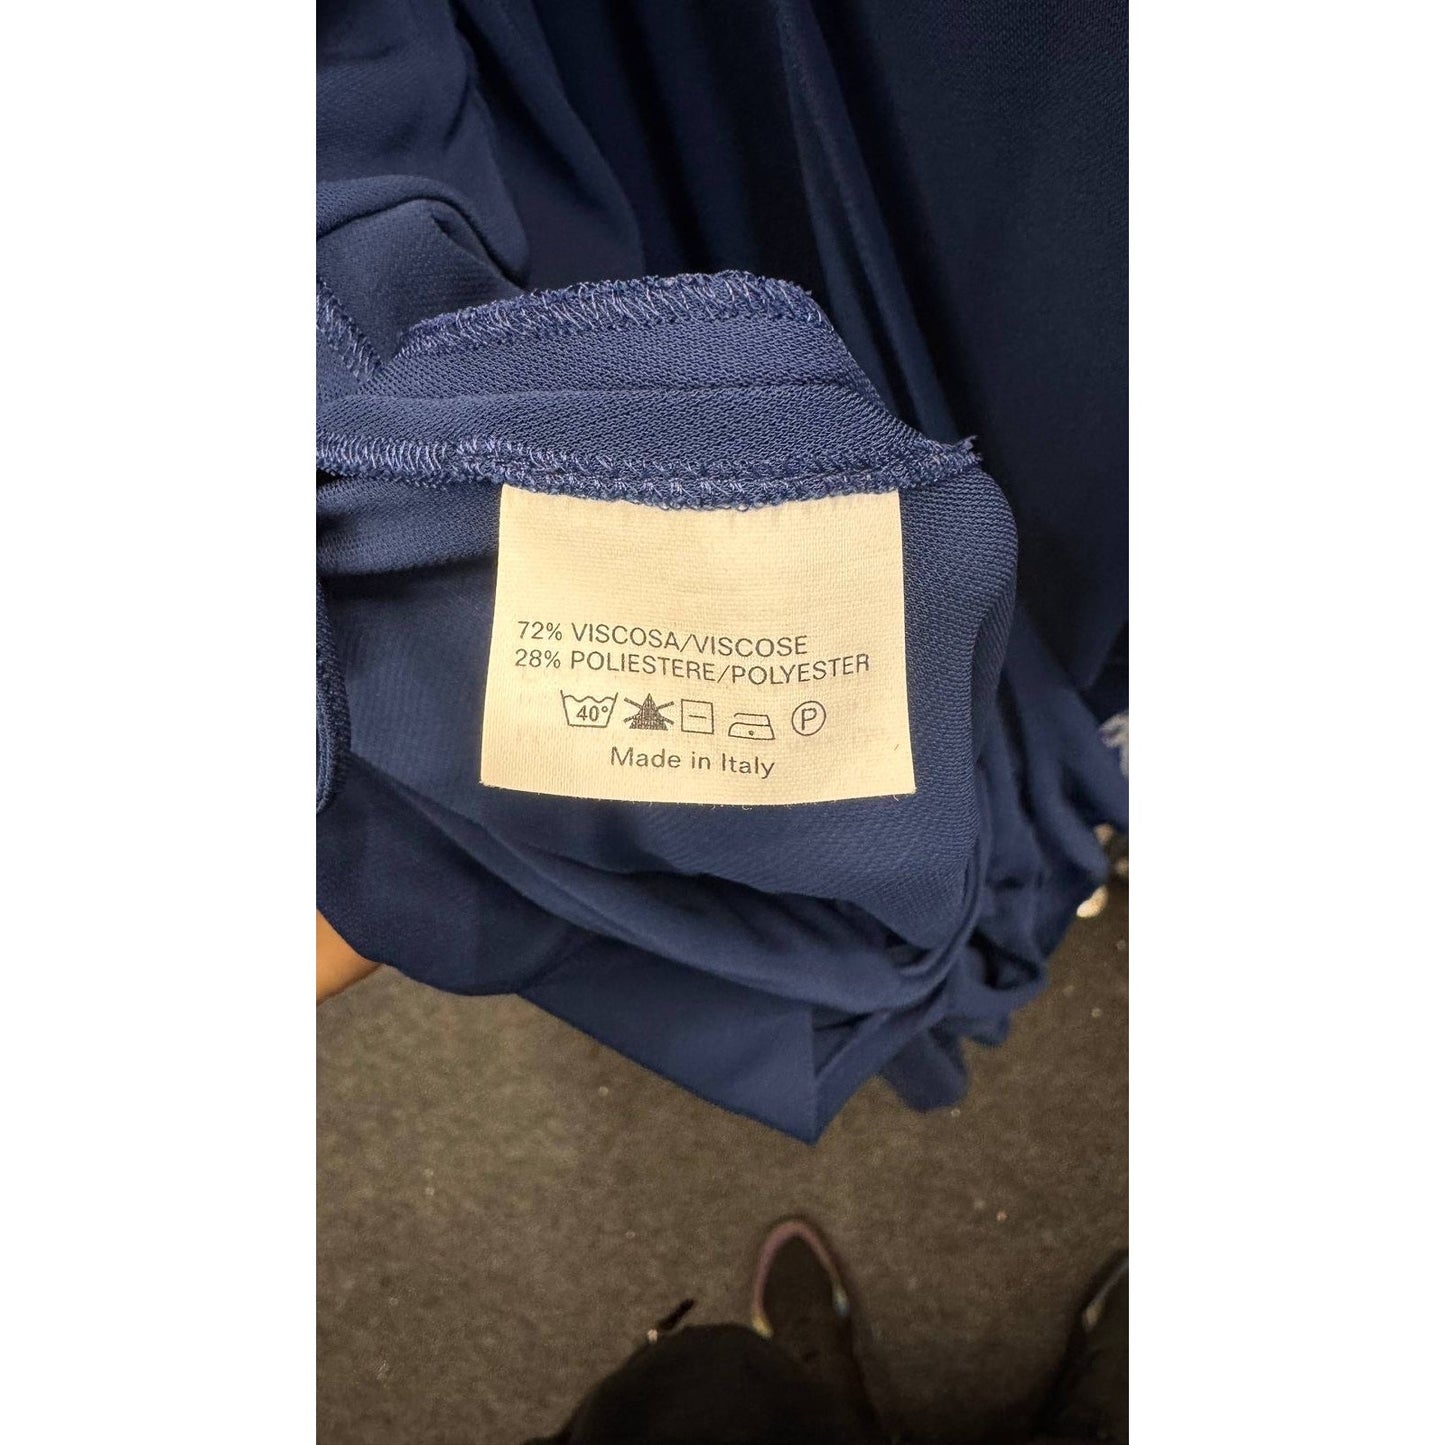 72% VISCOSA/VISCOSE
28% POLIESTERE/POLYESTER
40° P
Made in Italy